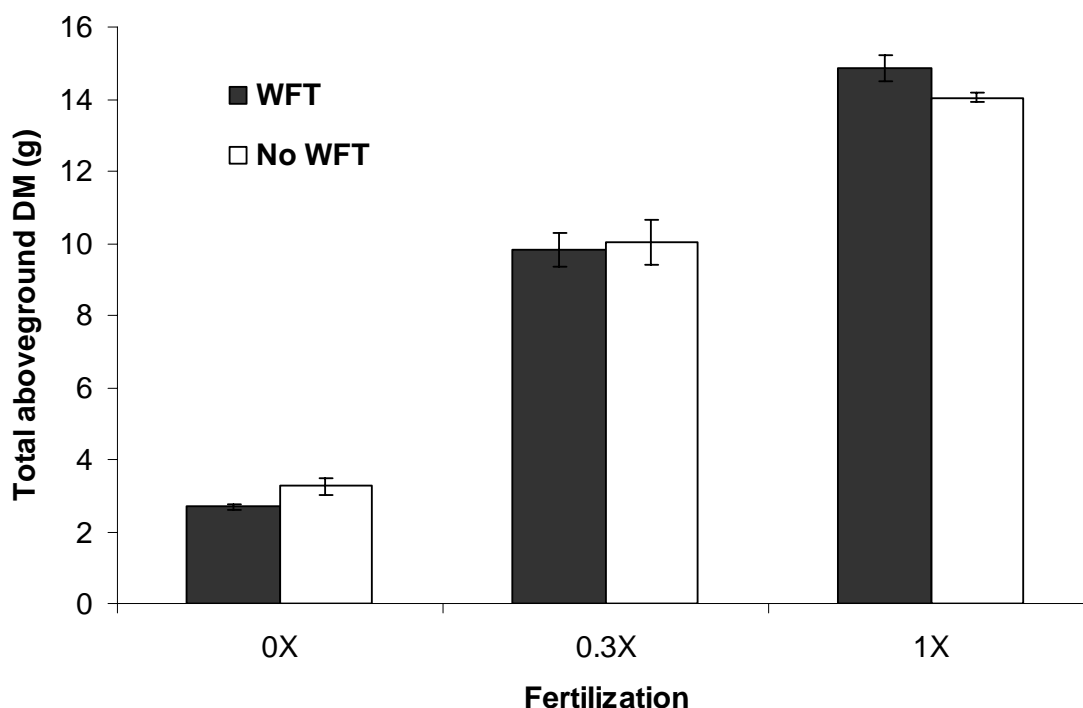 Total aboveground DM (g)
16
14
12
10
8
6
4
2
0
WFT
No WFT
0X
0.3X
1X
Fertilization